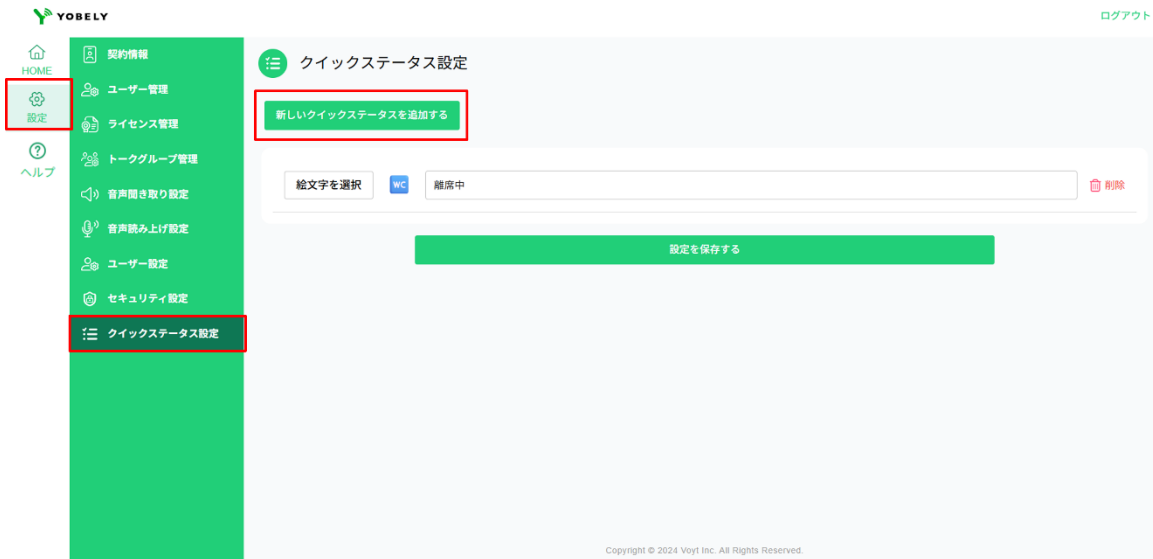 YOBELY
ログアウト
HOME
設定
ヘルプ
契約情報
ユーザー管理
ライセンス管理
トークグループ管理
音声聞き取り設定
音声読み上げ設定
ユーザー設定
セキュリティ設定
クイックステータス設定
クイックステータス設定
新しいクイックステータスを追加する
絵文字を選択 WC 離席中 削除
設定を保存する
Copyright © 2024 Voyt Inc. All Rights Reserved.